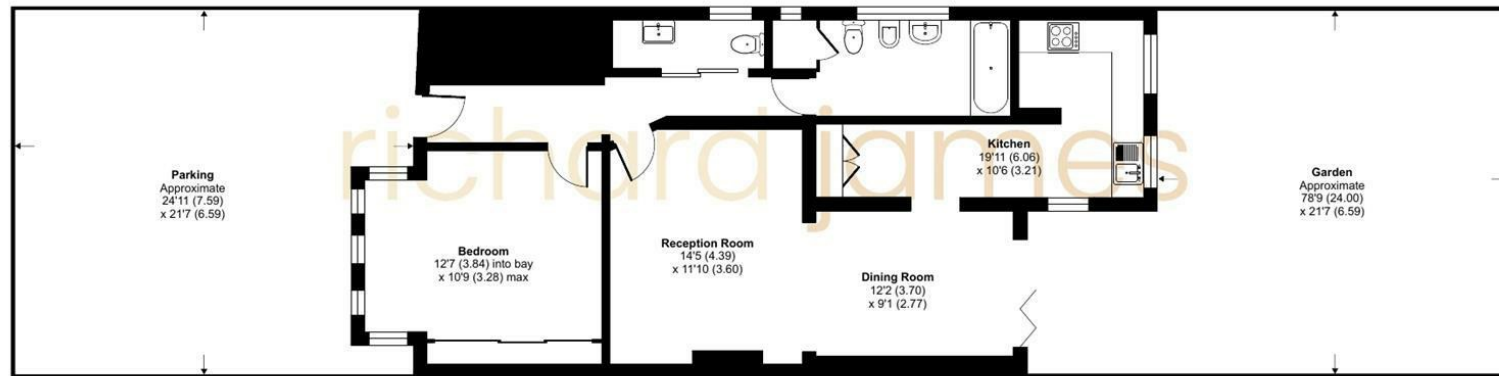 richard james
Parking
Approximate
24'11 (7.59)
x 21'7 (6.59)
Bedroom
12'7 (3.84) into bay
x 10'9 (3.28) max
Reception Room
14'5 (4.39)
x 11'10 (3.60)
Dining Room
12'2 (3.70)
x 9'1 (2.77)
Kitchen
19'11 (6.06)
x 10'6 (3.21)
Garden
Approximate
78'9 (24.00)
x 21'7 (6.59)